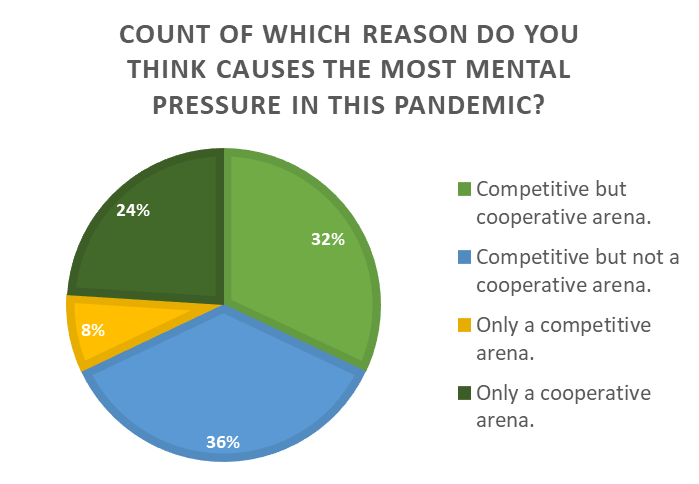 COUNT OF WHICH REASON DO YOU
THINK CAUSES THE MOST MENTAL
PRESSURE IN THIS PANDEMIC?
24%
32%
8%
36%
Competitive but
cooperative arena.
Competitive but not a
cooperative arena.
Only a competitive
arena.
Only a cooperative
arena.